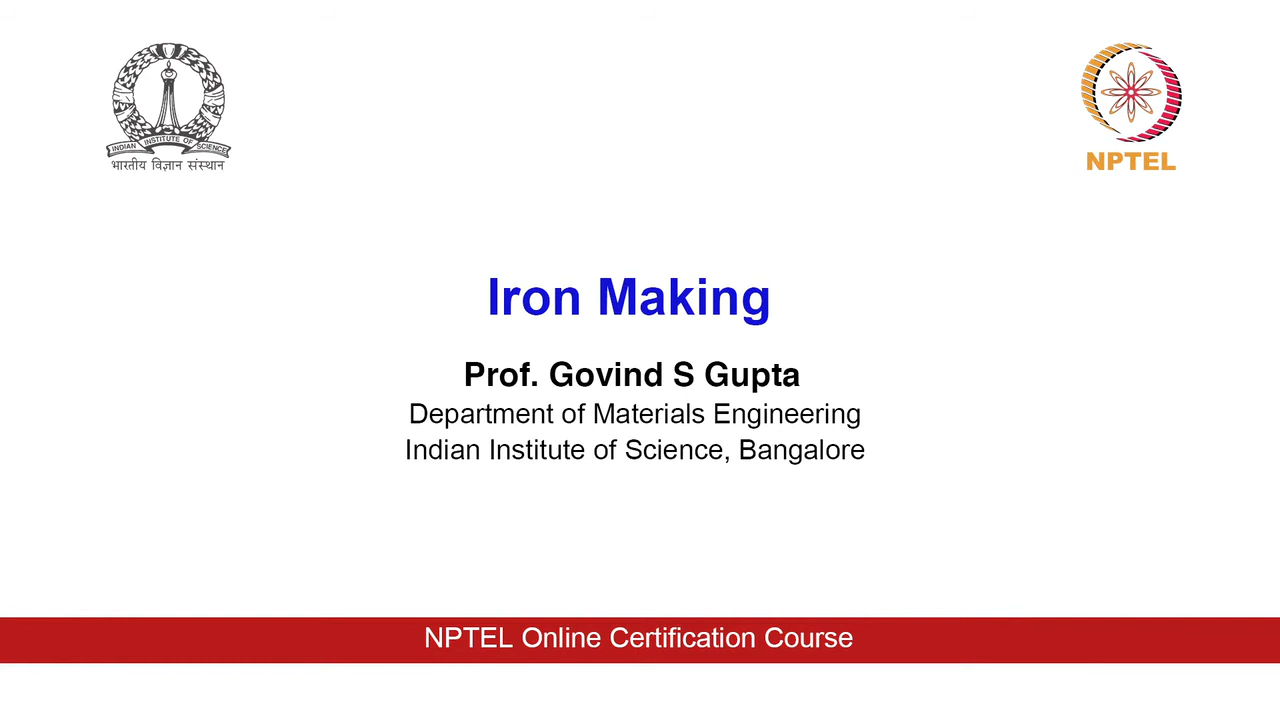 INDIAN INSTITUTE OF SCIENCE
भारतीय विज्ञान संस्थान
NPTEL
Iron Making
Prof. Govind S Gupta
Department of Materials Engineering
Indian Institute of Science, Bangalore
NPTEL Online Certification Course